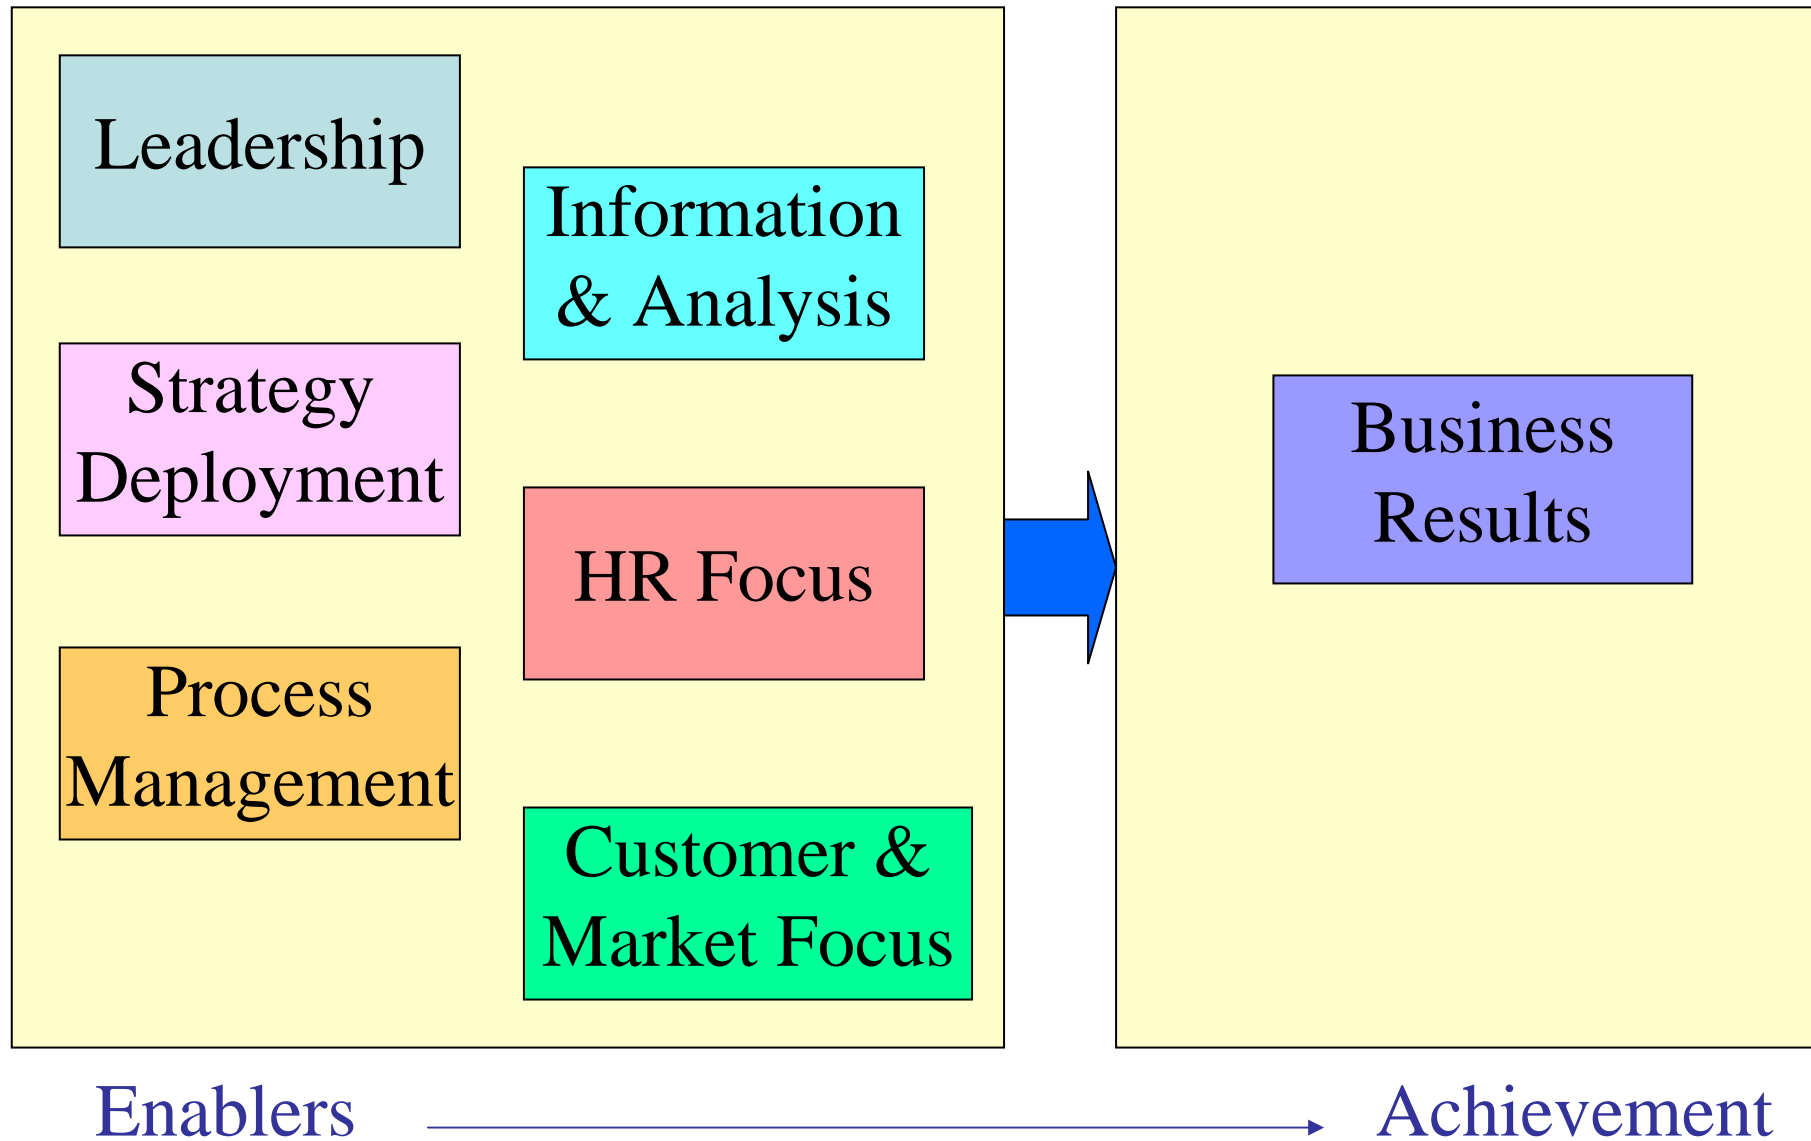 Leadership
Information
& Analysis
Strategy
Deployment
HR Focus
Process
Management
Customer &
Market Focus
Business
Results
Enablers
Achievement